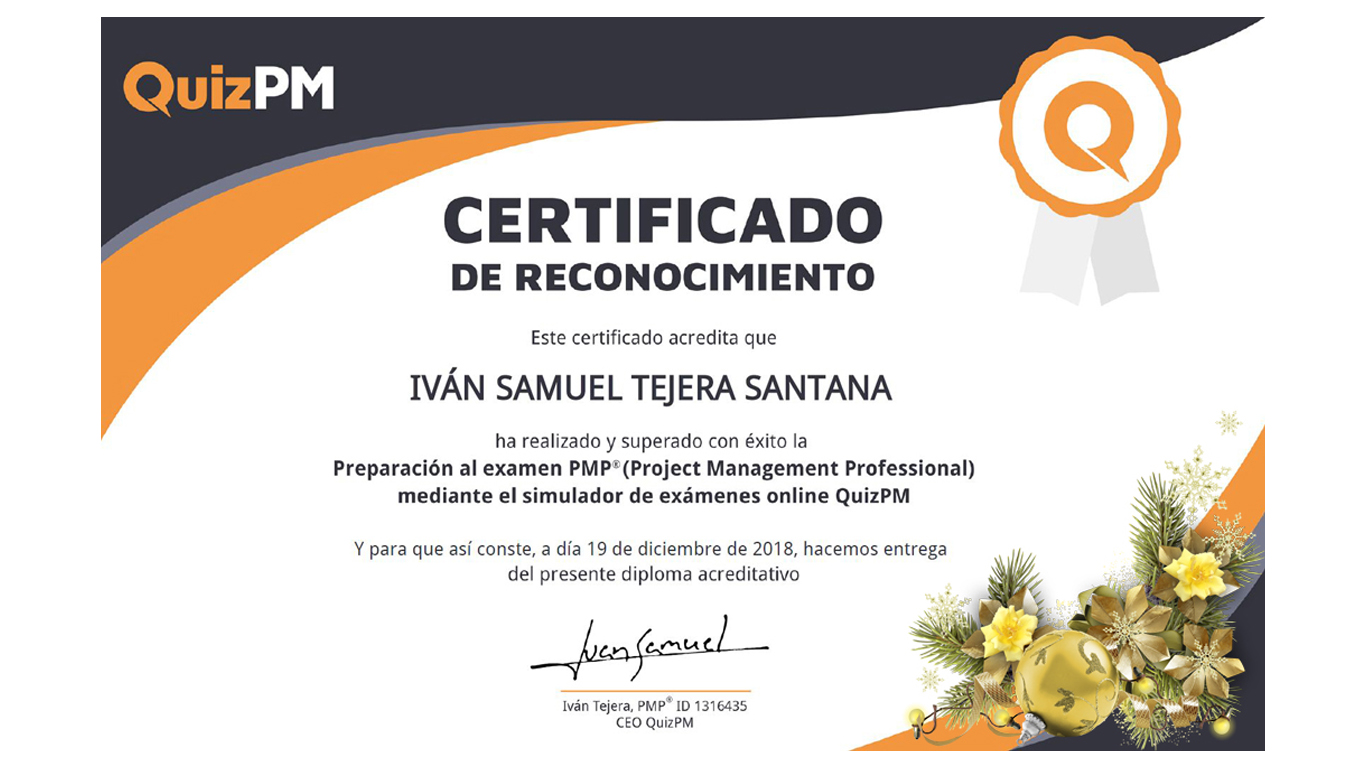 QuizPM
CERTIFICADO
DE RECONOCIMIENTO
Este certificado acredita que
IVÁN SAMUEL TEJERA SANTANA
ha realizado y superado con éxito la
Preparación al examen PMP® (Project Management Professional)
mediante el simulador de exámenes online QuizPM
Y para que así conste, a día 19 de diciembre de 2018, hacemos entrega
del presente diploma acreditativo
Ivan Samuel
Iván Tejera, PMP® ID 1316435
CEO QuizPM